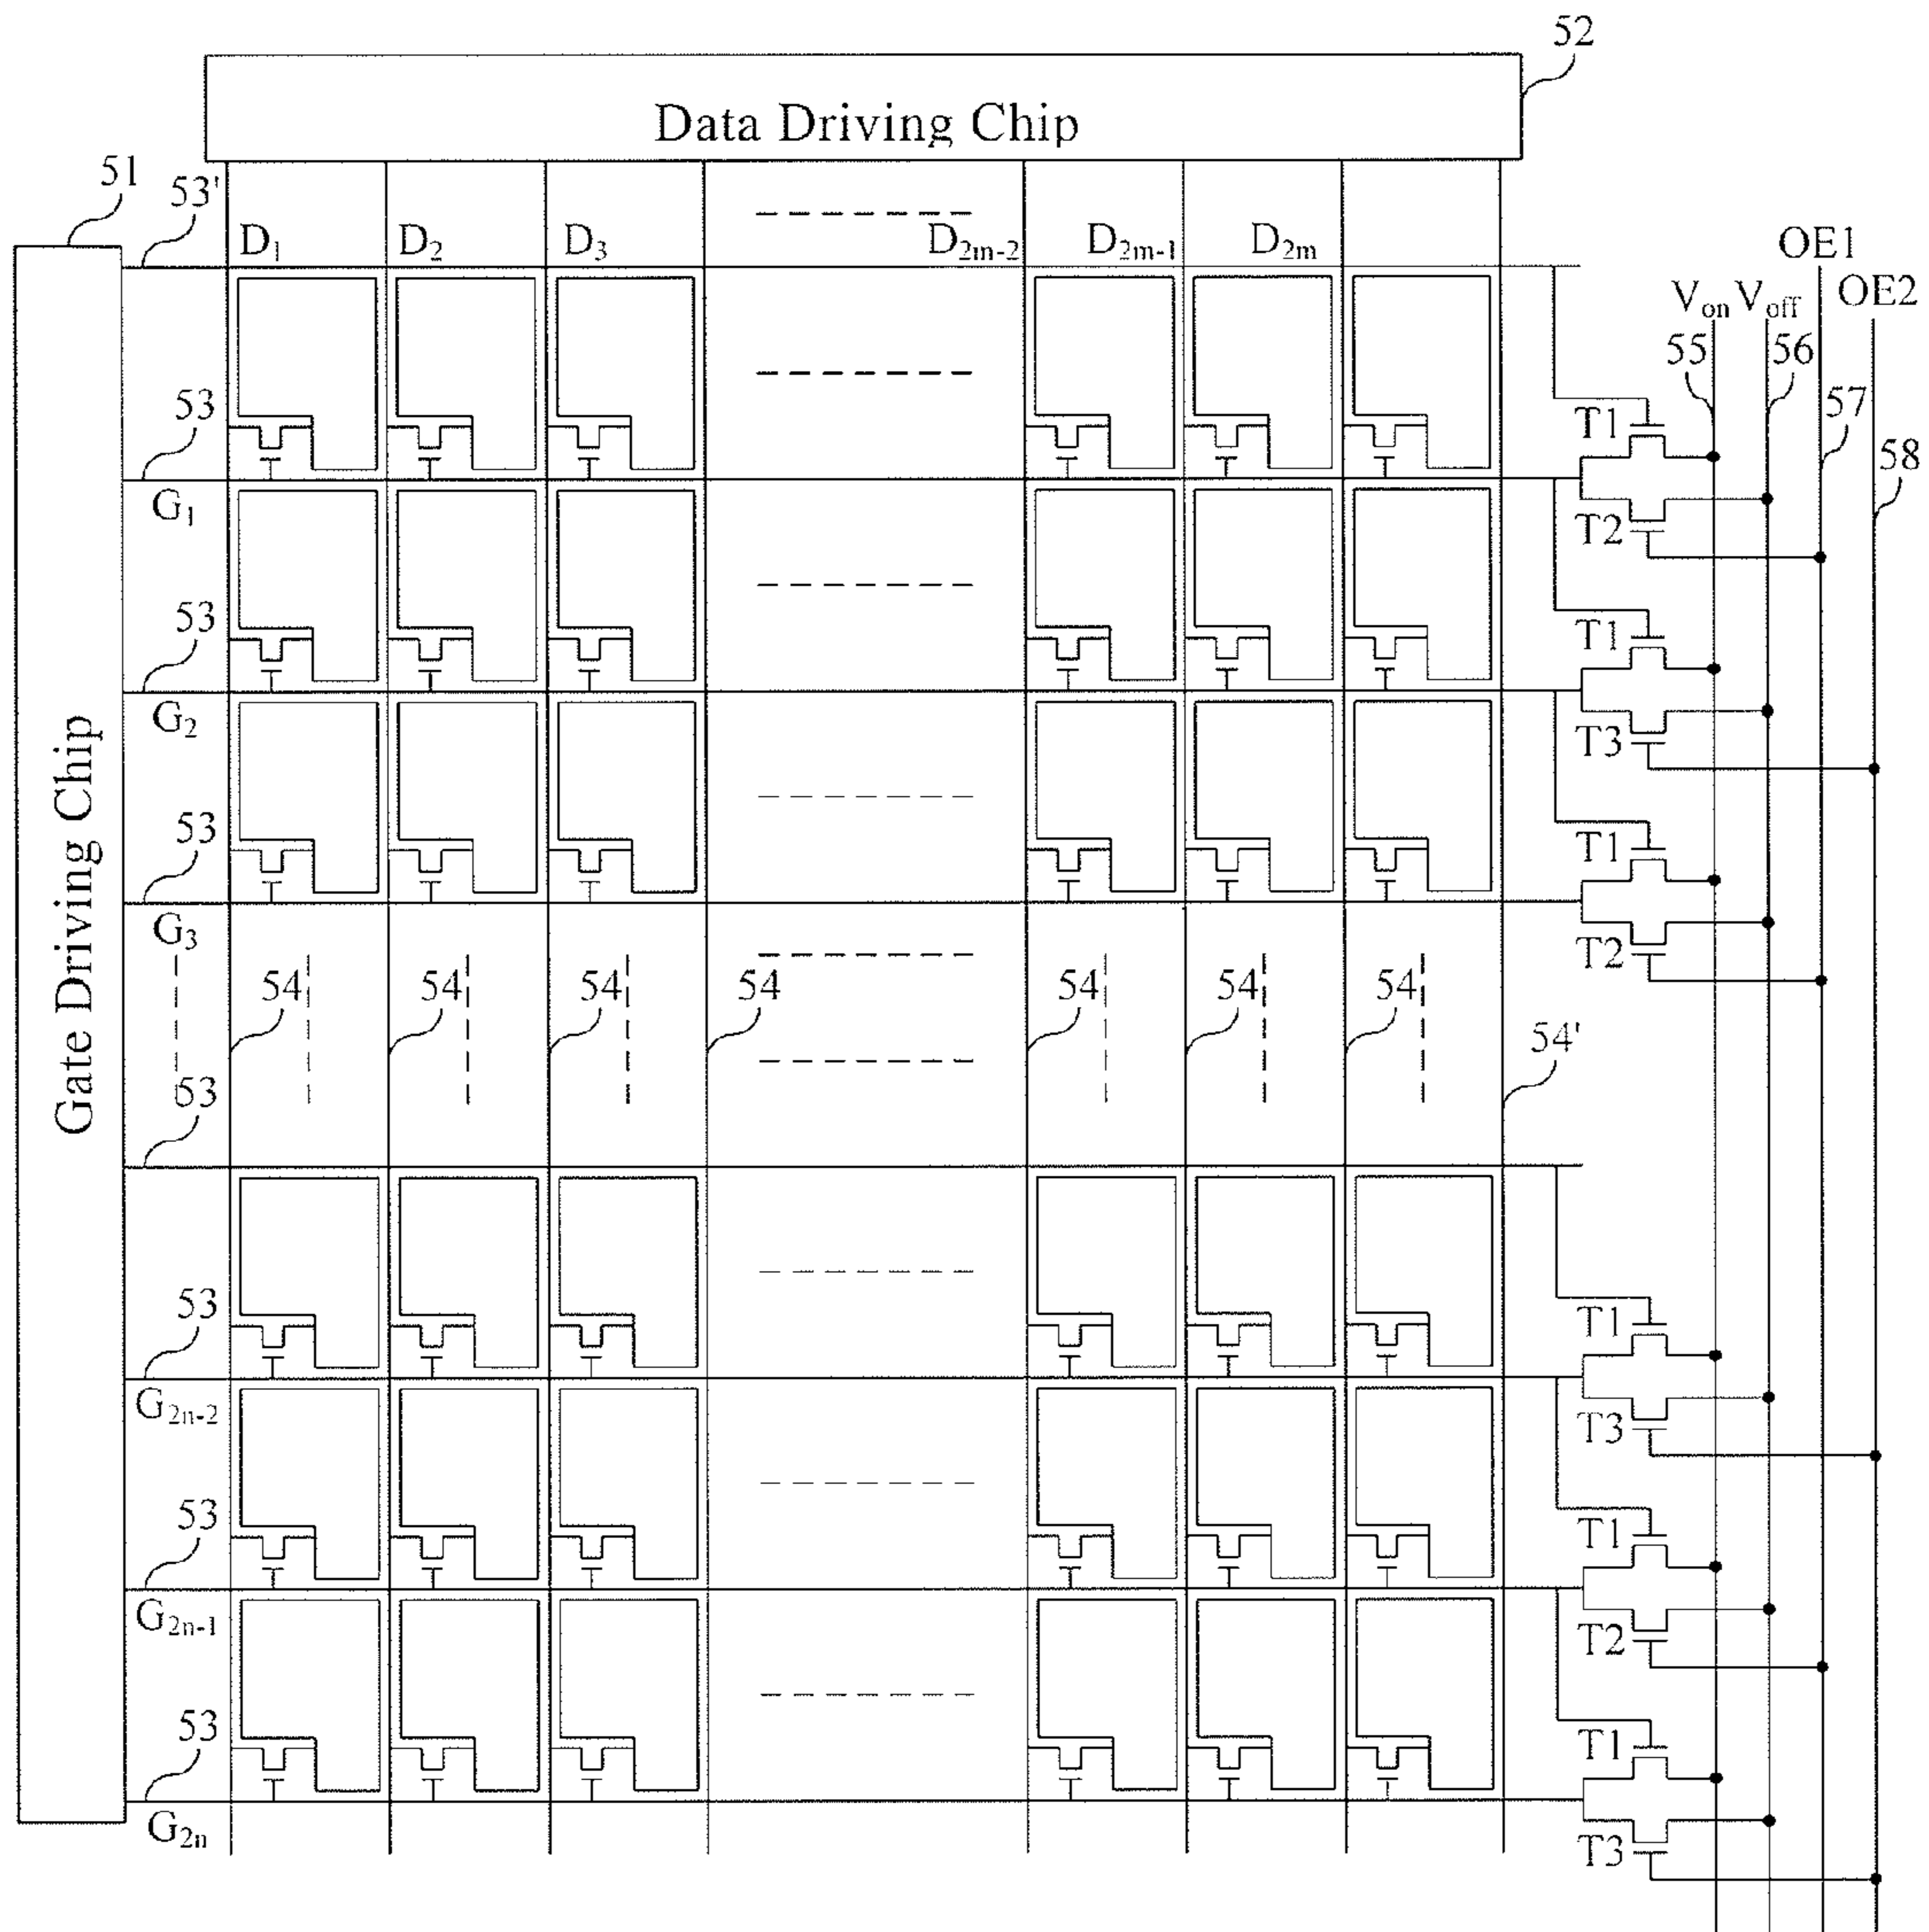 52
Data Driving Chip
51
53'
D1 D2 D3 D2m-2 D2m-1 D2m
OE1
Von Voff OE2
55 56
57
58
53
T1
G1
T2
53
T1
G2
T3
53
T1
G3
T2
Gate Driving Chip
54 54 54 54 54 54 54
54'
53
53
T1
G2n-2
T3
53
T1
G2n-1
T2
53
T1
G2n
T3